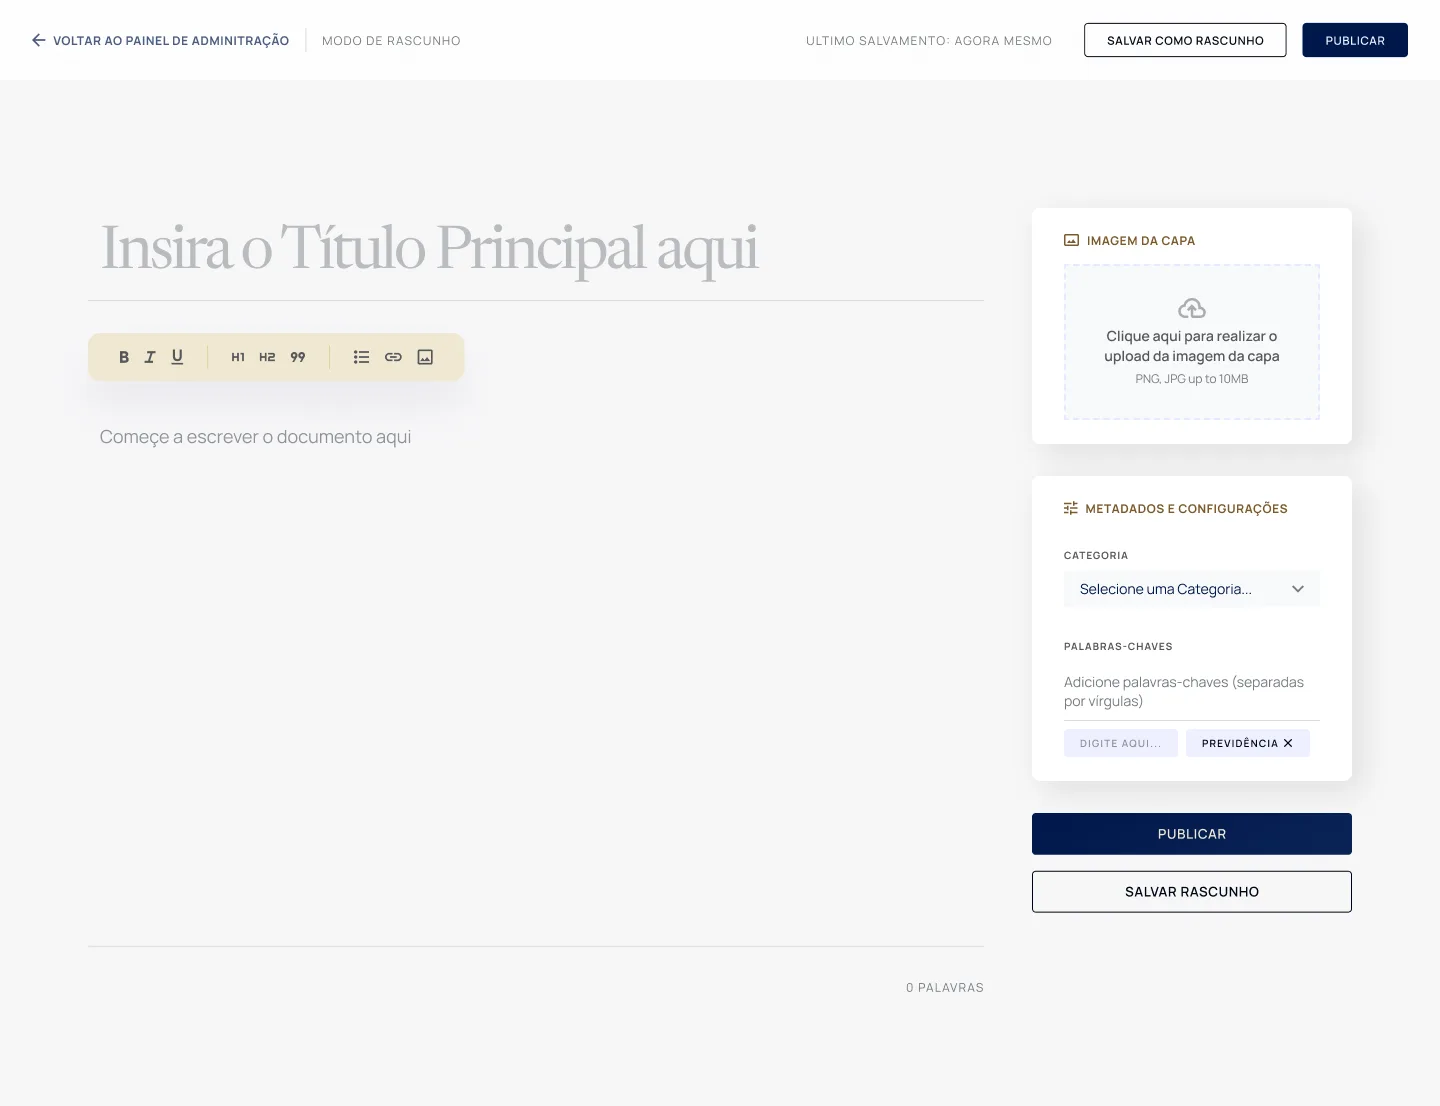 VOLTAR AO PAINEL DE ADMINITRAÇÃO
MODO DE RASCUNHO
ULTIMO SALVAMENTO: AGORA MESMO
SALVAR COMO RASCUNHO
PUBLICAR
Insira o Título Principal aqui
B I U H1 H2 99
Começe a escrever o documento aqui
0 PALAVRAS
IMAGEM DA CAPA
Clique aqui para realizar o
upload da imagem da capa
PNG, JPG up to 10MB
METADADOS E CONFIGURAÇÕES
CATEGORIA
Selecione uma Categoria...
PALABRAS-CHAVES
Adicione palavras-chaves (separadas
por vírgulas)
DIGITE AQUI...
PREVIDÊNCIA ✕
PUBLICAR
SALVAR RASCUNHO